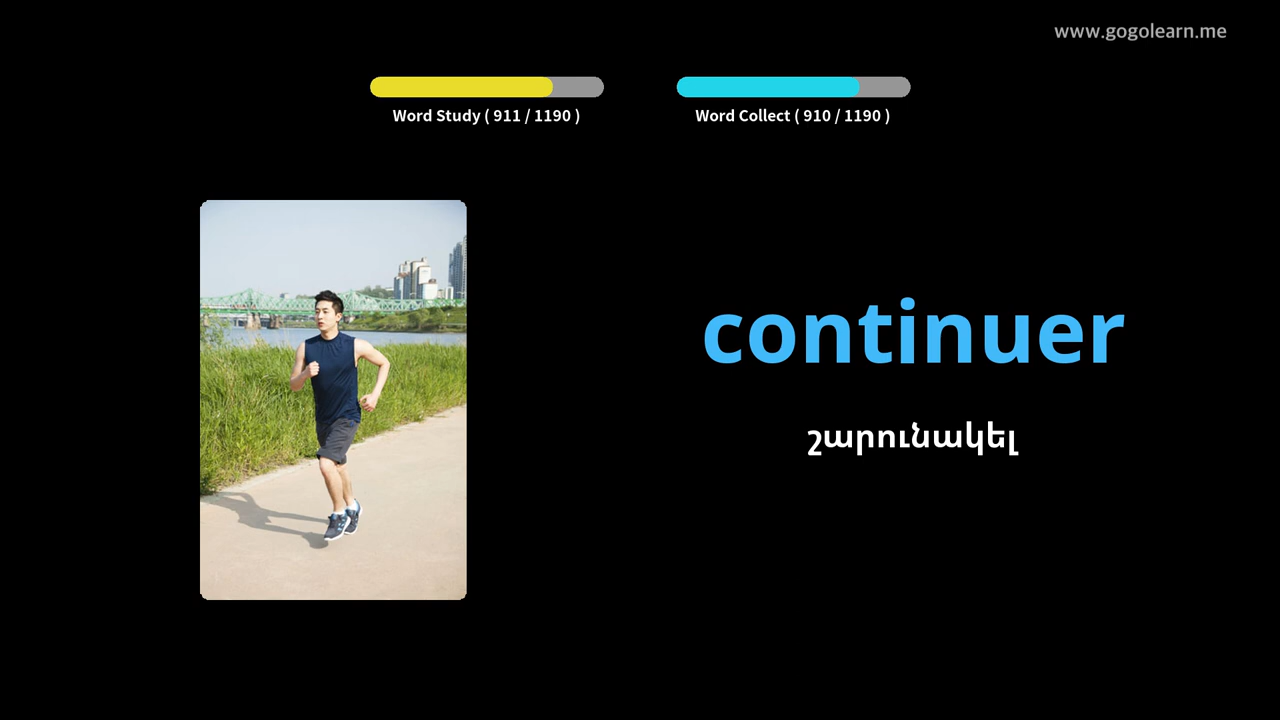 www.gogolearn.me
Word Study ( 911 / 1190 )
Word Collect ( 910 / 1190 )
continuer
շարունակել